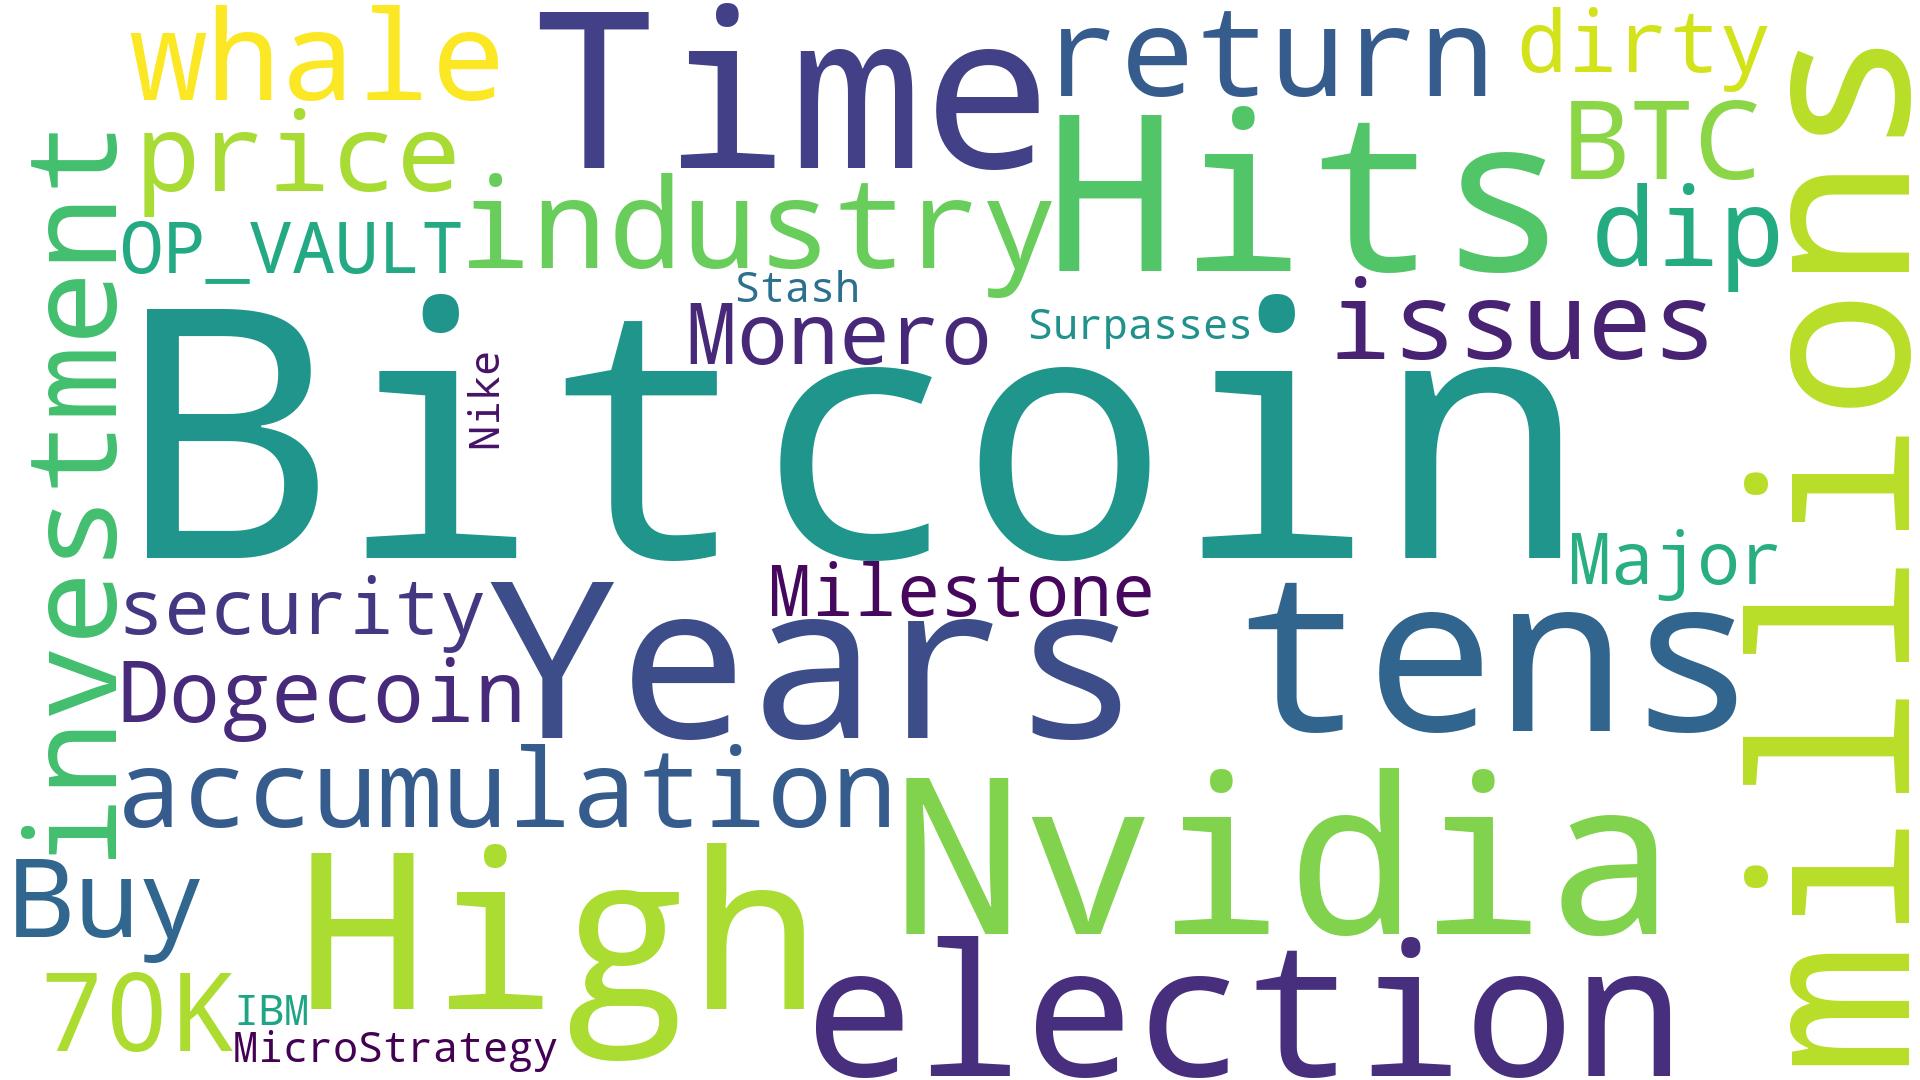 whale
Time
return
dirty
price
Hits
BTC
millions
investment
OP_VAULT
industry
dip
Stash
Monero
Surpasses
issues
Bitcoin
Nike
Major
security
Milestone
Years
tens
Dogecoin
accumulation
Nvidia
Buy
High
election
70K
IBM
MicroStrategy